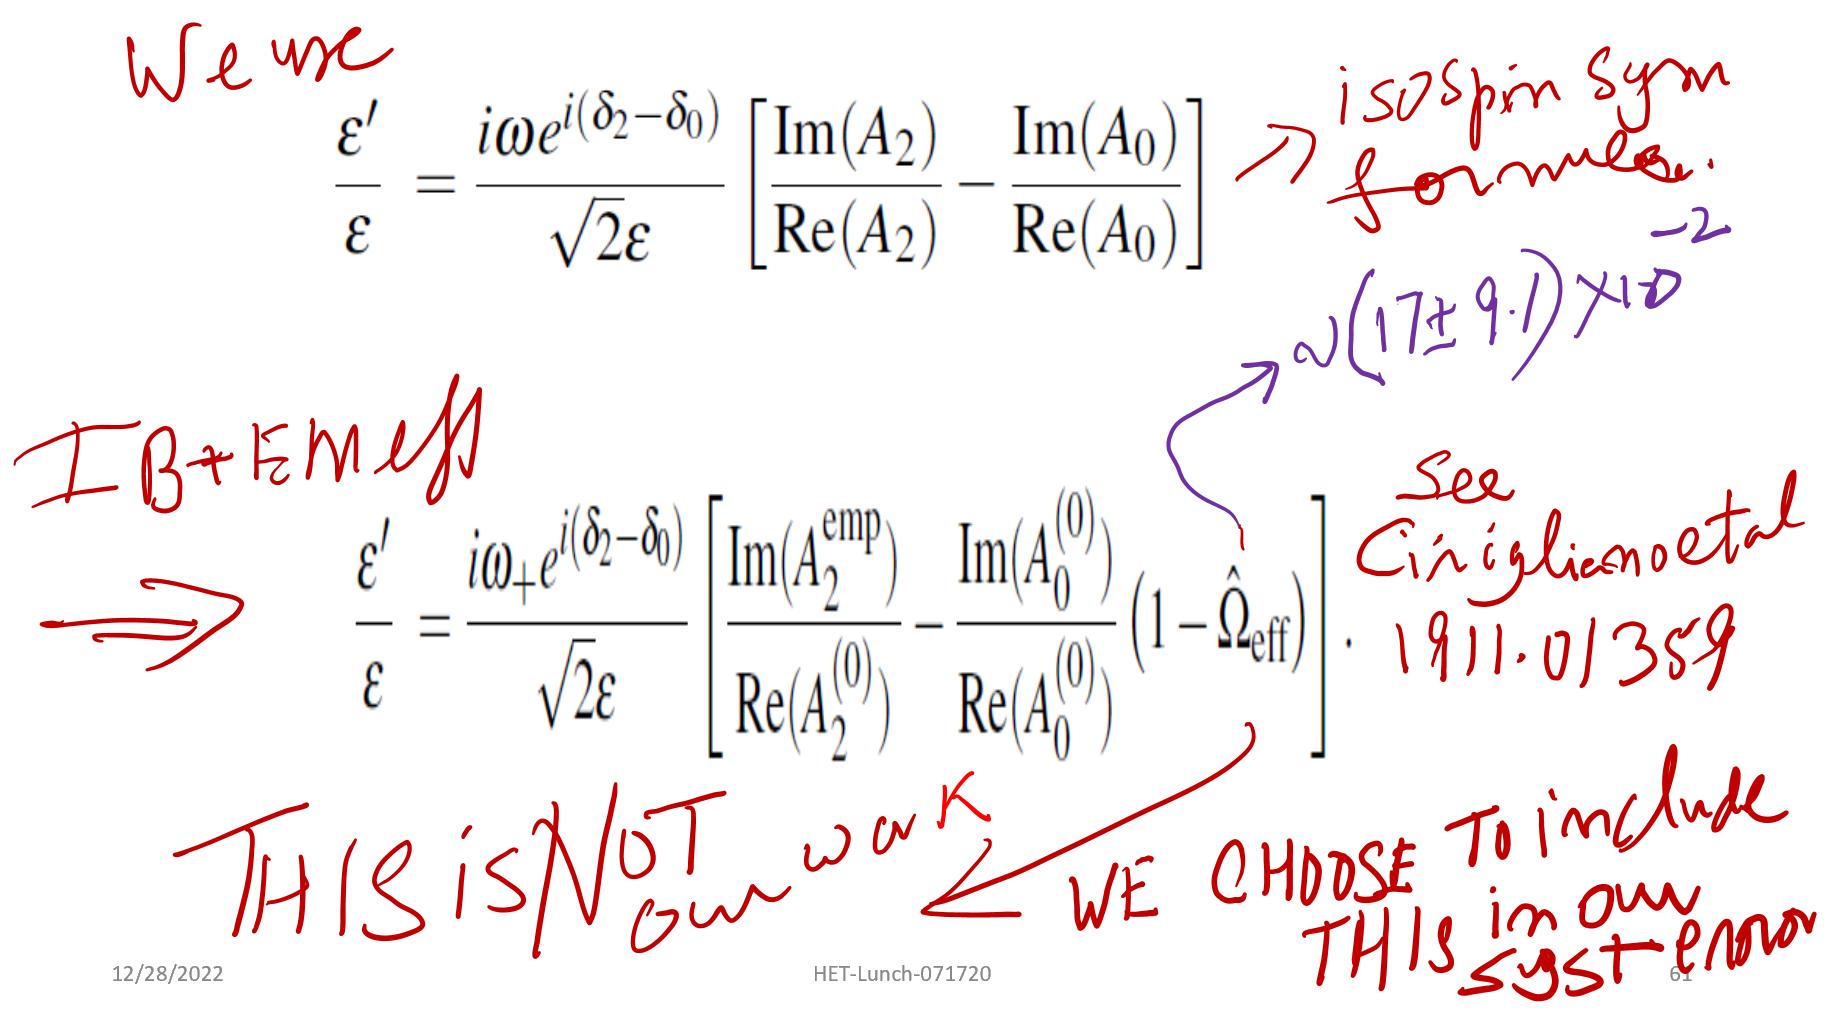 We use
ε′/ε = iωe^{i(δ₂−δ₀)}/√2ε [Im(A₂)/Re(A₂) − Im(A₀)/Re(A₀)]
isospin sym
formula.
~(17± 9.1)×10^{-2}
IB+EM eff
ε′/ε = iω₊e^{i(δ₂−δ₀)}/√2ε [Im(A₂^{emp})/Re(A₂^{(0)}) − Im(A₀^{(0)})/Re(A₀^{(0)}) (1−Ω̂_{eff})].
See
Cirigliano et al
1911.01359
THIS is NOT
our work
WE CHOOSE To include
THIS in our
syst error
12/28/2022
HET-Lunch-071720
61